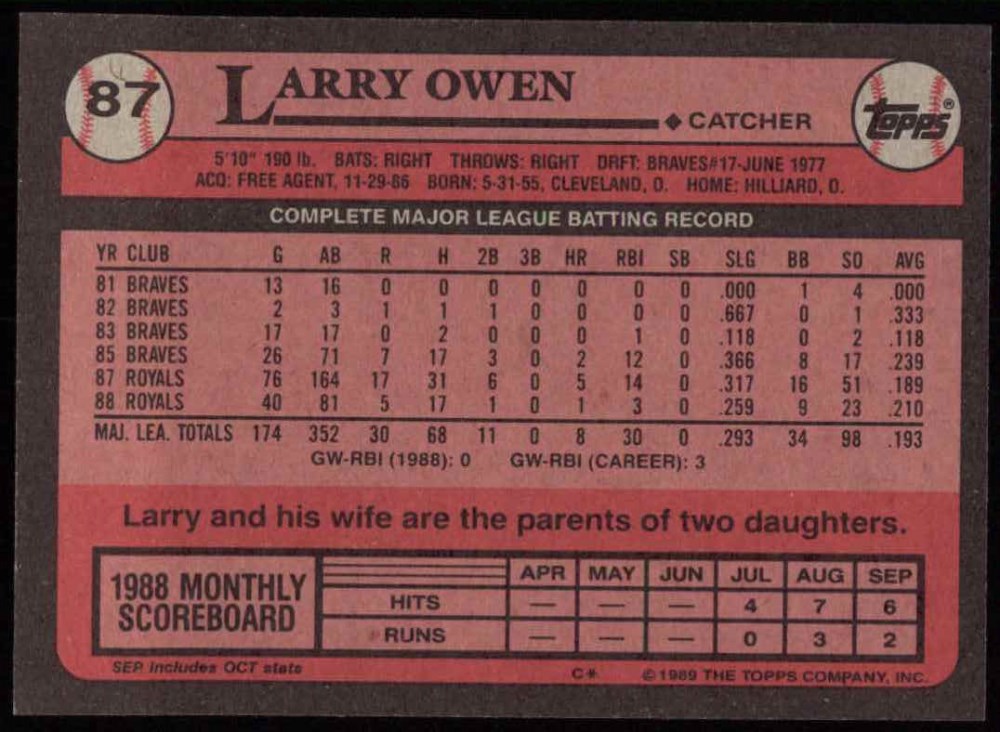 87
LARRY OWEN
◆ CATCHER
topps®
5'10" 190 lb. BATS: RIGHT THROWS: RIGHT DRFT: BRAVES#17-JUNE 1977
ACQ: FREE AGENT, 11-29-86 BORN: 5-31-55, CLEVELAND, O. HOME: HILLIARD, O.
COMPLETE MAJOR LEAGUE BATTING RECORD
YR CLUB G AB R H 2B 3B HR RBI SB SLG BB SO AVG
81 BRAVES 13 16 0 0 0 0 0 0 0 .000 1 4 .000
82 BRAVES 2 3 1 1 1 0 0 0 0 .667 0 1 .333
83 BRAVES 17 17 0 2 0 0 0 1 0 .118 0 2 .118
85 BRAVES 26 71 7 17 3 0 2 12 0 .366 8 17 .239
87 ROYALS 76 164 17 31 6 0 5 14 0 .317 16 51 .189
88 ROYALS 40 81 5 17 1 0 1 3 0 .259 9 23 .210
MAJ. LEA. TOTALS 174 352 30 68 11 0 8 30 0 .293 34 98 .193
GW-RBI (1988): 0 GW-RBI (CAREER): 3
Larry and his wife are the parents of two daughters.
1988 MONTHLY
SCOREBOARD
APR MAY JUN JUL AUG SEP
HITS — — — 4 7 6
RUNS — — — 0 3 2
SEP includes OCT stats
C* © 1989 THE TOPPS COMPANY, INC.